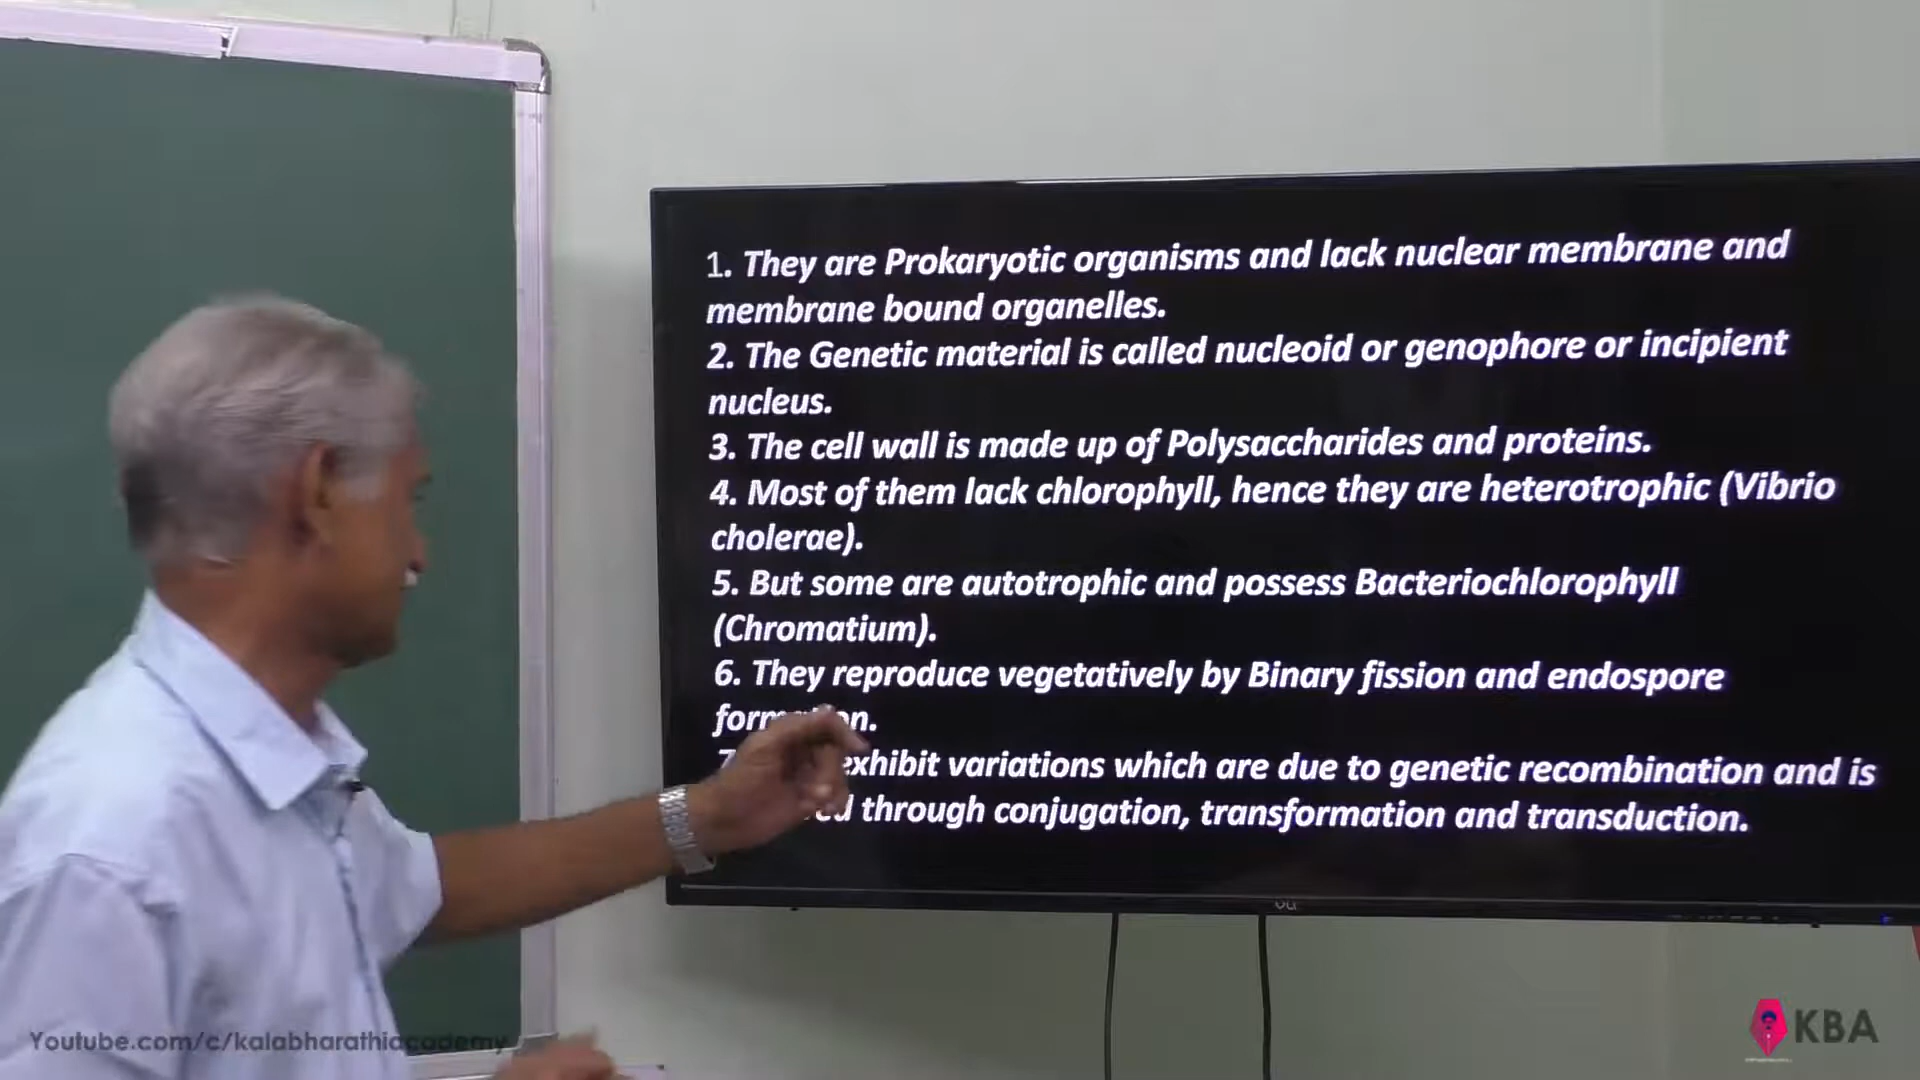 1. They are Prokaryotic organisms and lack nuclear membrane and
membrane bound organelles.
2. The Genetic material is called nucleoid or genophore or incipient
nucleus.
3. The cell wall is made up of Polysaccharides and proteins.
4. Most of them lack chlorophyll, hence they are heterotrophic (Vibrio
cholerae).
5. But some are autotrophic and possess Bacteriochlorophyll
(Chromatium).
6. They reproduce vegetatively by Binary fission and endospore
exhibit variations which are due to genetic recombination and is
through conjugation, transformation and transduction.
Youtube.com/c/kalabharathiacademy
KBA